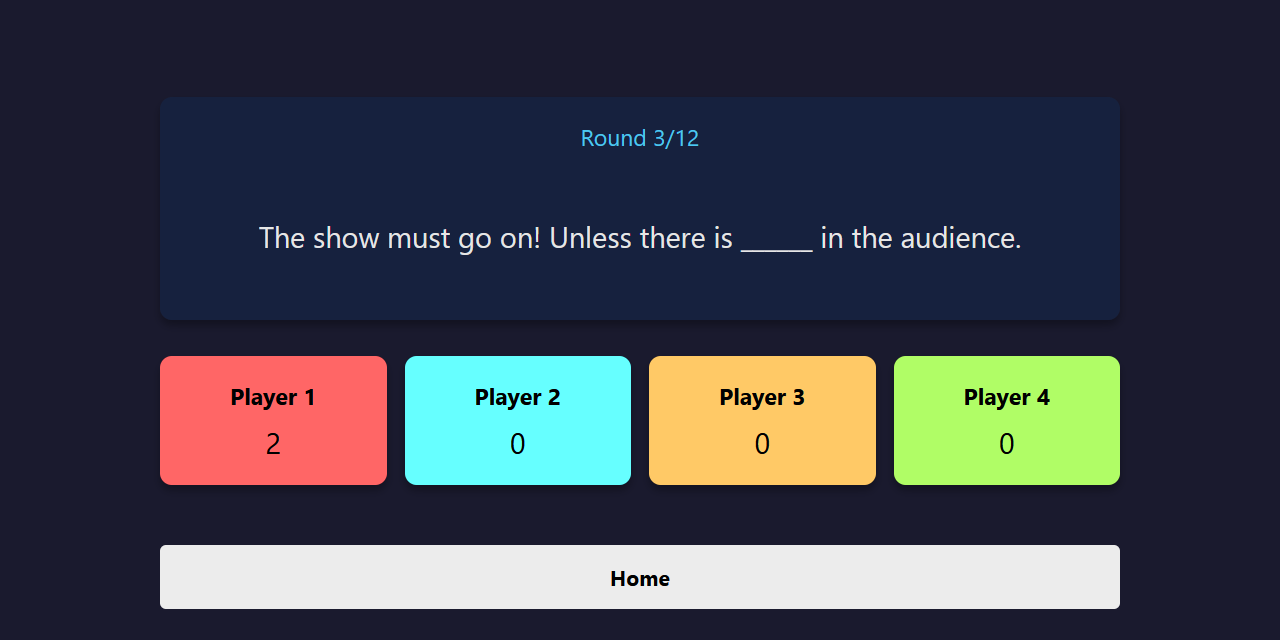 Round 3/12
The show must go on! Unless there is ______ in the audience.
Player 1
2
Player 2
0
Player 3
0
Player 4
0
Home